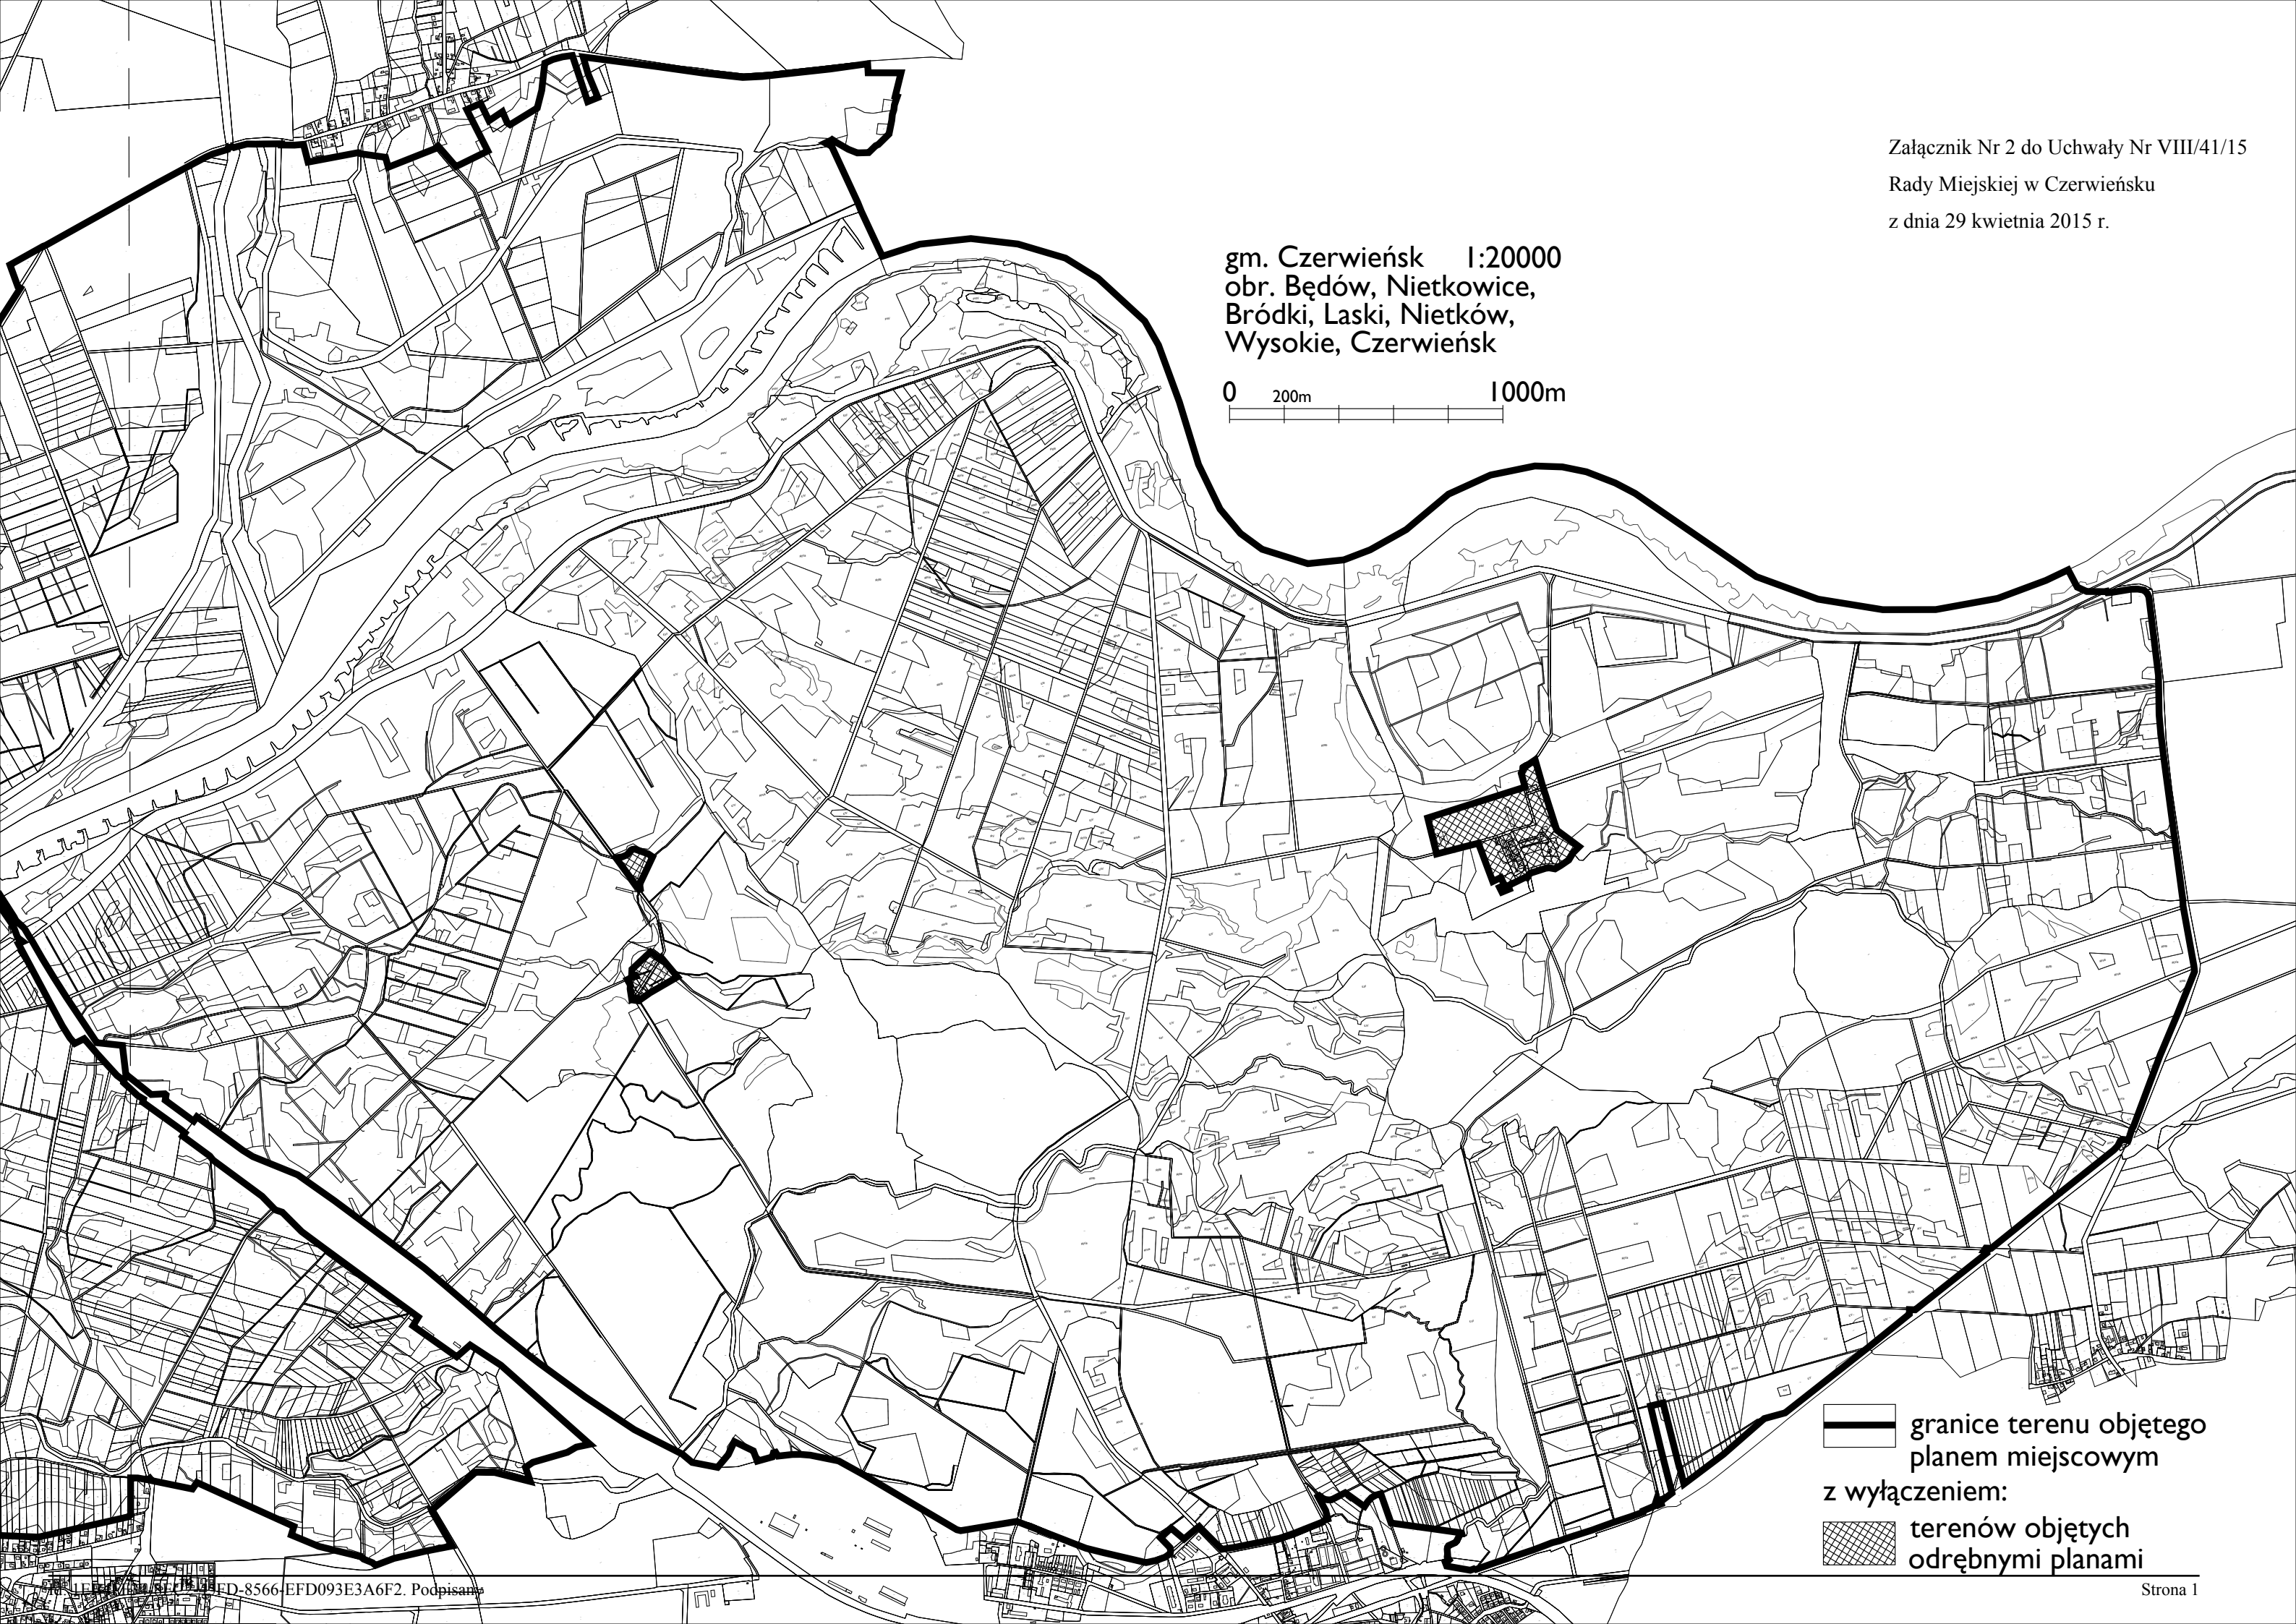 Załącznik Nr 2 do Uchwały Nr VIII/41/15
Rady Miejskiej w Czerwieńsku
z dnia 29 kwietnia 2015 r.
gm. Czerwieńsk 1:20000
obr. Będów, Nietkowice,
Bródki, Laski, Nietków,
Wysokie, Czerwieńsk
0 200m 1000m
granice terenu objętego
planem miejscowym
z wyłączeniem:
terenów objętych
odrębnymi planami
FD-8566-EFD093E3A6F2. Podpisany
Strona 1